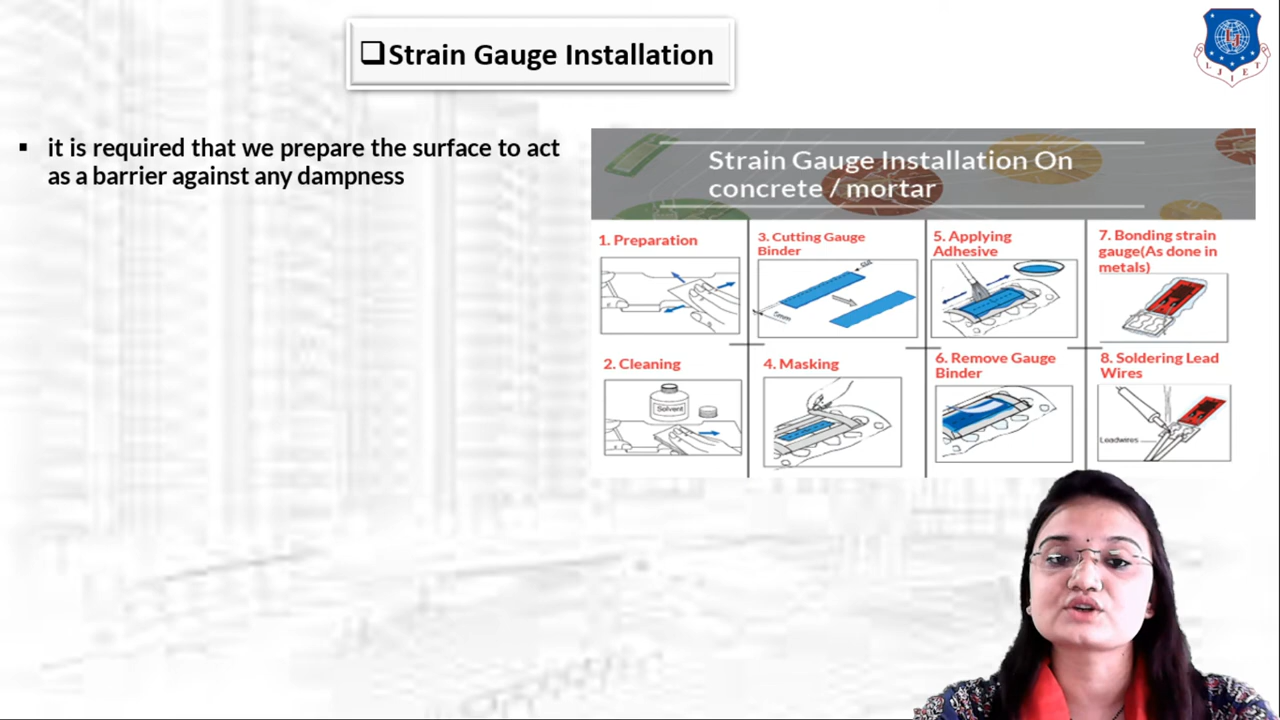 ❑Strain Gauge Installation
L J I E T
▪ it is required that we prepare the surface to act
as a barrier against any dampness
Strain Gauge Installation On
concrete / mortar
1. Preparation
2. Cleaning
Solvent
3. Cutting Gauge
Binder
cut
5mm
4. Masking
5. Applying
Adhesive
6. Remove Gauge
Binder
7. Bonding strain
gauge(As done in
metals)
8. Soldering Lead
Wires
Leadwires